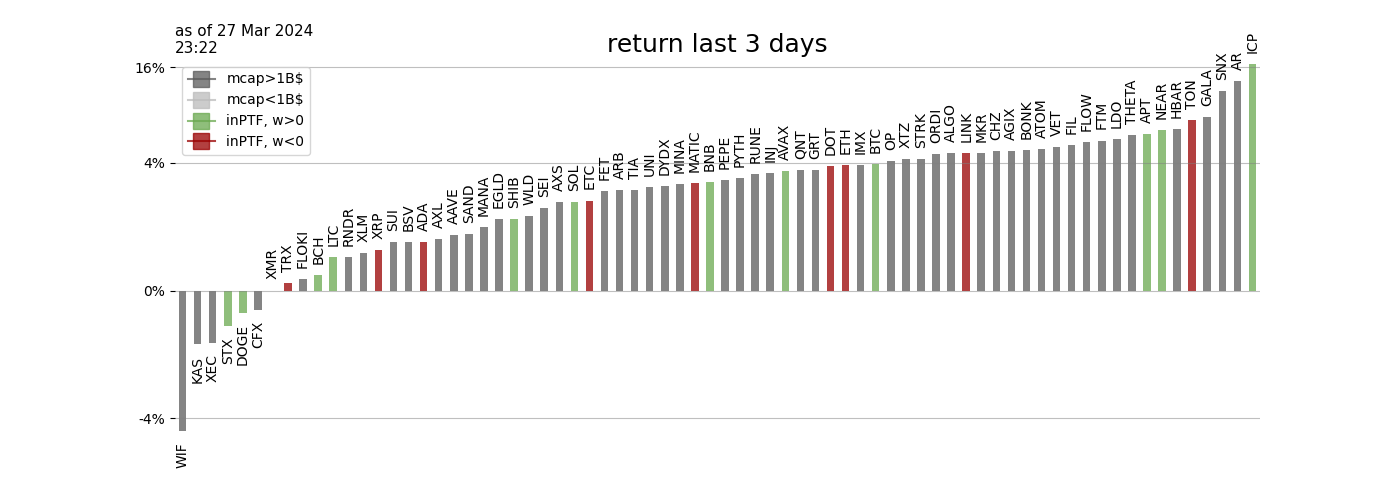 as of 27 Mar 2024
23:22
return last 3 days
mcap>1B$
mcap<1B$
inPTF, w>0
inPTF, w<0
16%
4%
0%
-4%
WIF
KAS
XEC
STX
DOGE
CFX
XMR
TRX
FLOKI
BCH
LTC
RNDR
XLM
XRP
SUI
BSV
ADA
AXL
AAVE
SAND
MANA
EGLD
SHIB
WLD
SEI
AXS
SOL
ETC
FET
ARB
TIA
UNI
DYDX
MINA
MATIC
BNB
PEPE
PYTH
RUNE
INJ
AVAX
QNT
GRT
DOT
ETH
IMX
BTC
OP
XTZ
STRK
ORDI
ALGO
LINK
MKR
CHZ
AGIX
BONK
ATOM
VET
FIL
FLOW
FTM
LDO
THETA
APT
NEAR
HBAR
TON
GALA
SNX
AR
ICP